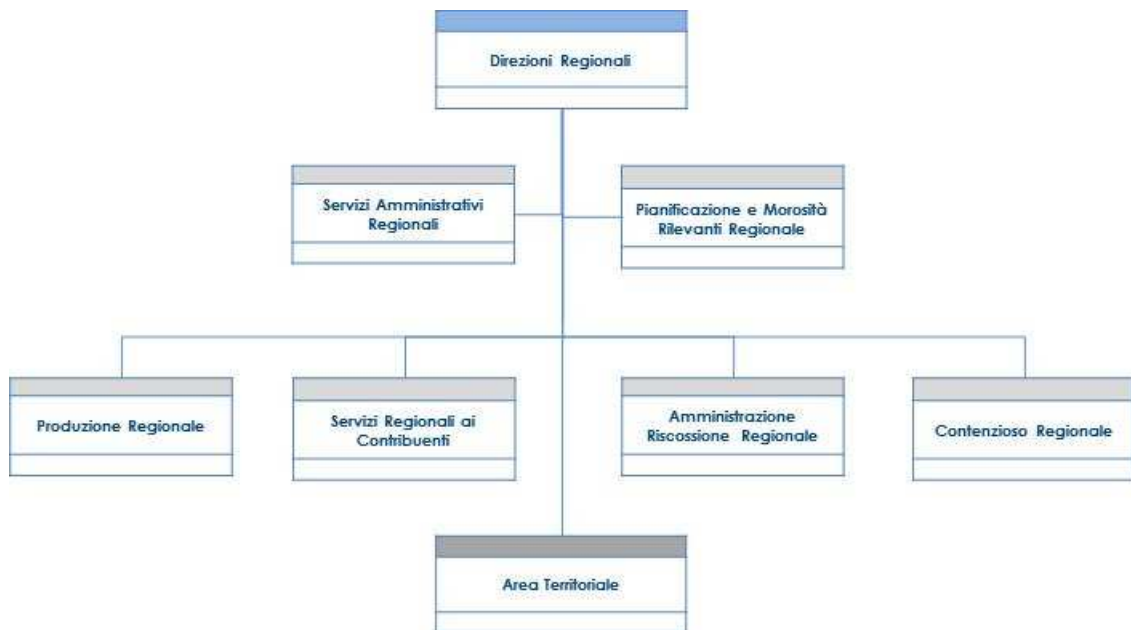 Direzioni Regionali
Servizi Amministrativi
Regionali
Pianificazione e Morosità
Rilevanti Regionale
Produzione Regionale
Servizi Regionali ai
Contribuenti
Amministrazione
Riscossione Regionale
Contenzioso Regionale
Area Territoriale